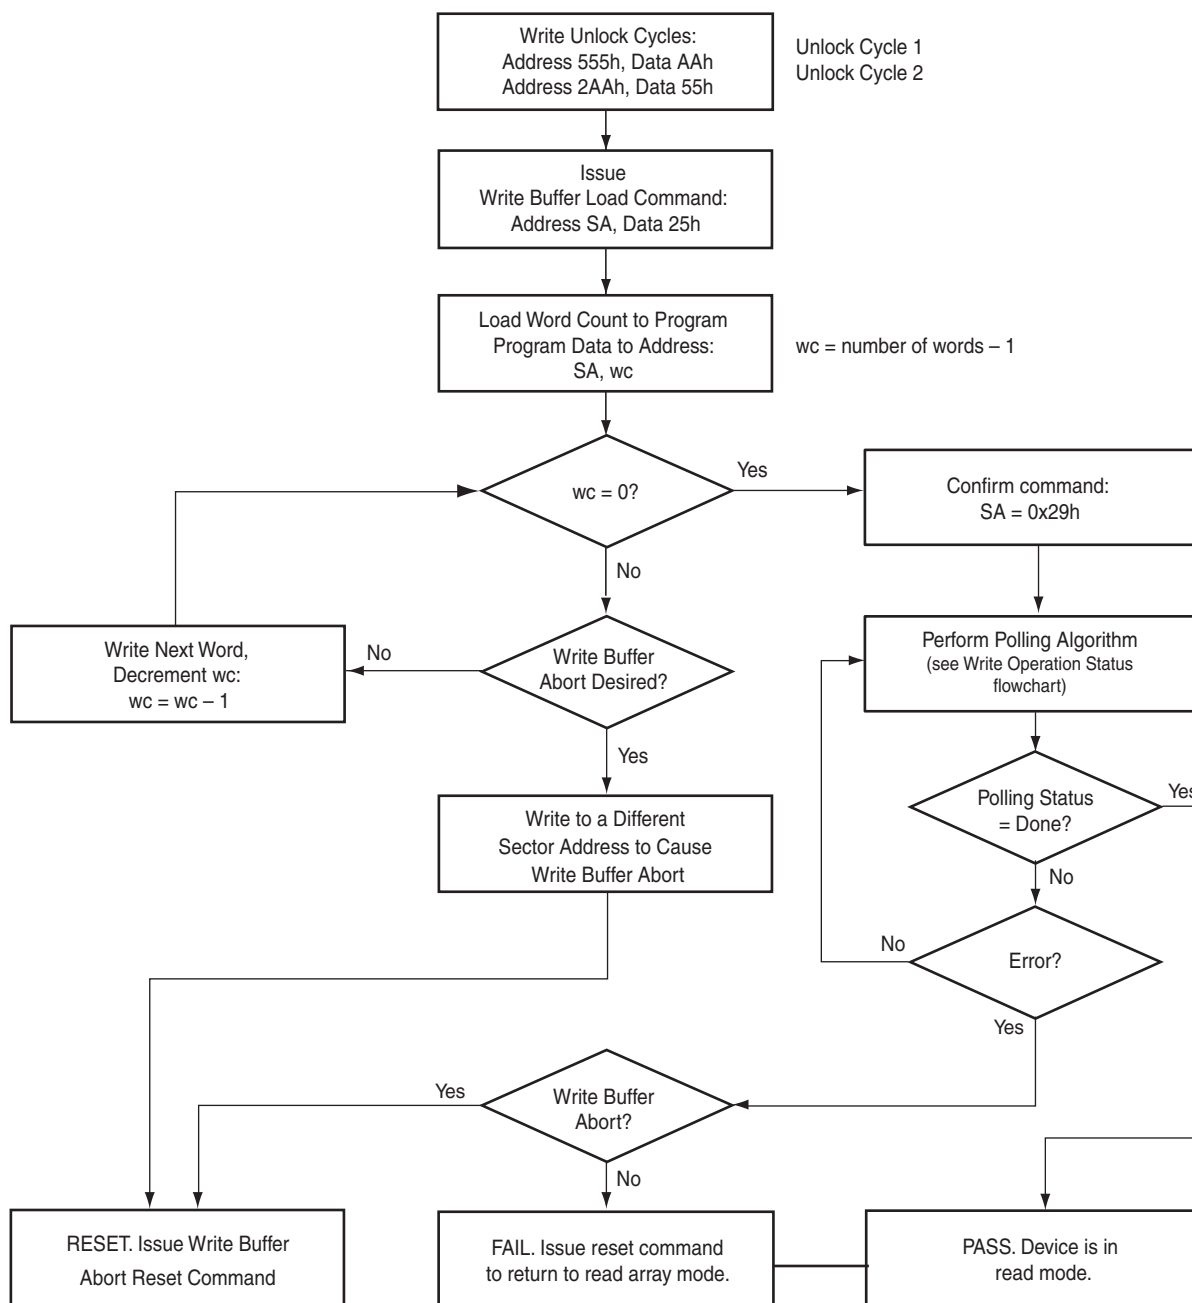 Write Unlock Cycles:
Address 555h, Data AAh
Address 2AAh, Data 55h
Unlock Cycle 1
Unlock Cycle 2
Issue
Write Buffer Load Command:
Address SA, Data 25h
Load Word Count to Program
Program Data to Address:
SA, wc
wc = number of words – 1
wc = 0?
Yes
Confirm command:
SA = 0x29h
No
Write Next Word,
Decrement wc:
wc = wc – 1
No
Write Buffer
Abort Desired?
Perform Polling Algorithm
(see Write Operation Status
flowchart)
Yes
Polling Status
= Done?
Yes
Write to a Different
Sector Address to Cause
Write Buffer Abort
No
No
Error?
Yes
Yes
Write Buffer
Abort?
No
RESET. Issue Write Buffer
Abort Reset Command
FAIL. Issue reset command
to return to read array mode.
PASS. Device is in
read mode.